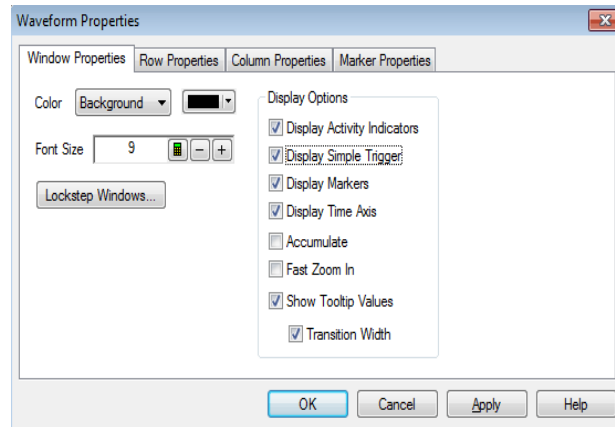 Waveform Properties
Window Properties Row Properties Column Properties Marker Properties
Color Background
Font Size 9
Lockstep Windows...
Display Options
Display Activity Indicators
Display Simple Trigger
Display Markers
Display Time Axis
Accumulate
Fast Zoom In
Show Tooltip Values
Transition Width
OK Cancel Apply Help